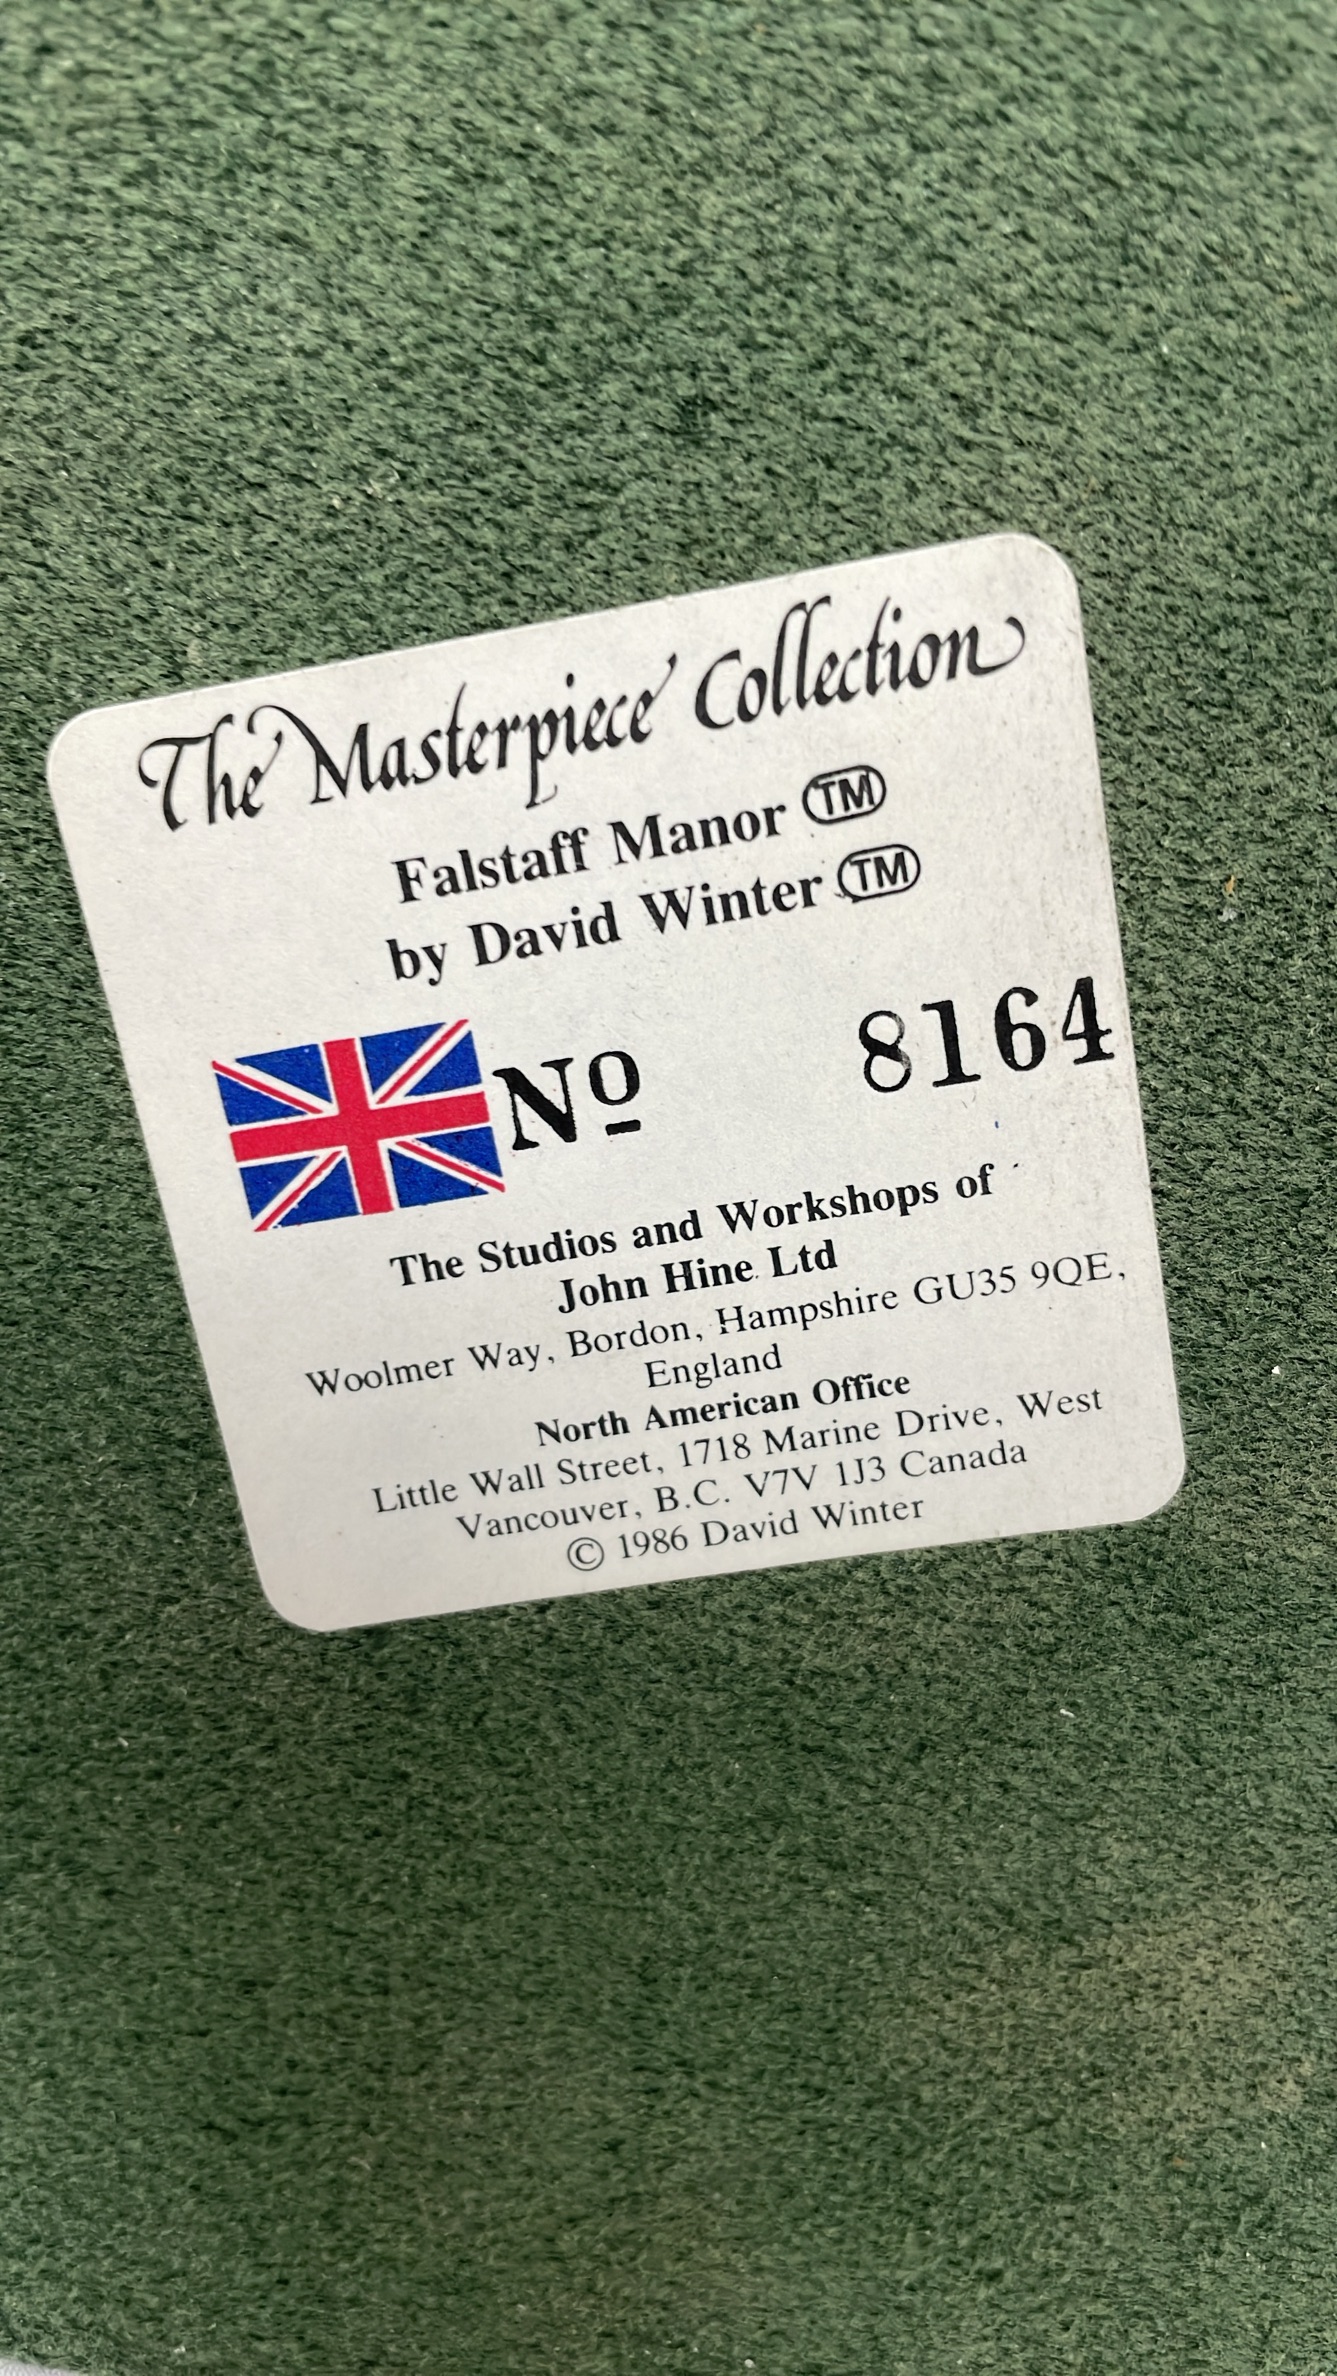 The Masterpiece Collection
Falstaff Manor TM
by David Winter TM
Nº 8164
The Studios and Workshops of
John Hine Ltd
Woolmer Way, Bordon, Hampshire GU35 9QE,
England
North American Office
Little Wall Street, 1718 Marine Drive, West
Vancouver, B.C. V7V 1J3 Canada
© 1986 David Winter